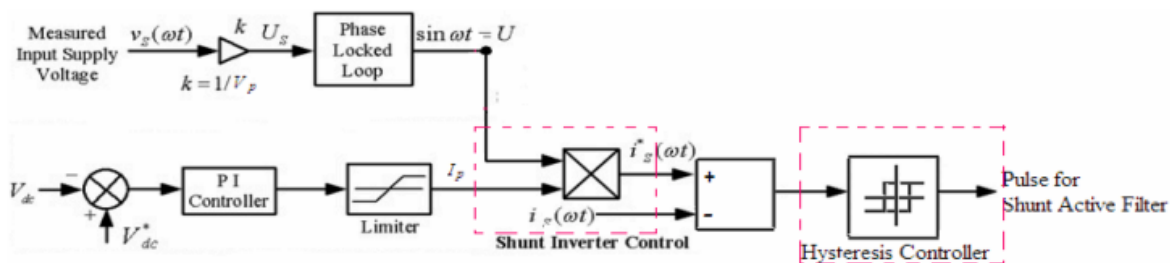 Measured
Input Supply
Voltage
v_s(ωt)
k
U_s
k = 1/V_p
Phase
Locked
Loop
sin ωt = U
V_dc
−
+
V*_dc
P I
Controller
Limiter
I_p
i*_s(ωt)
i_s(ωt)
Shunt Inverter Control
+
-
Hysteresis Controller
Pulse for
Shunt Active Filter